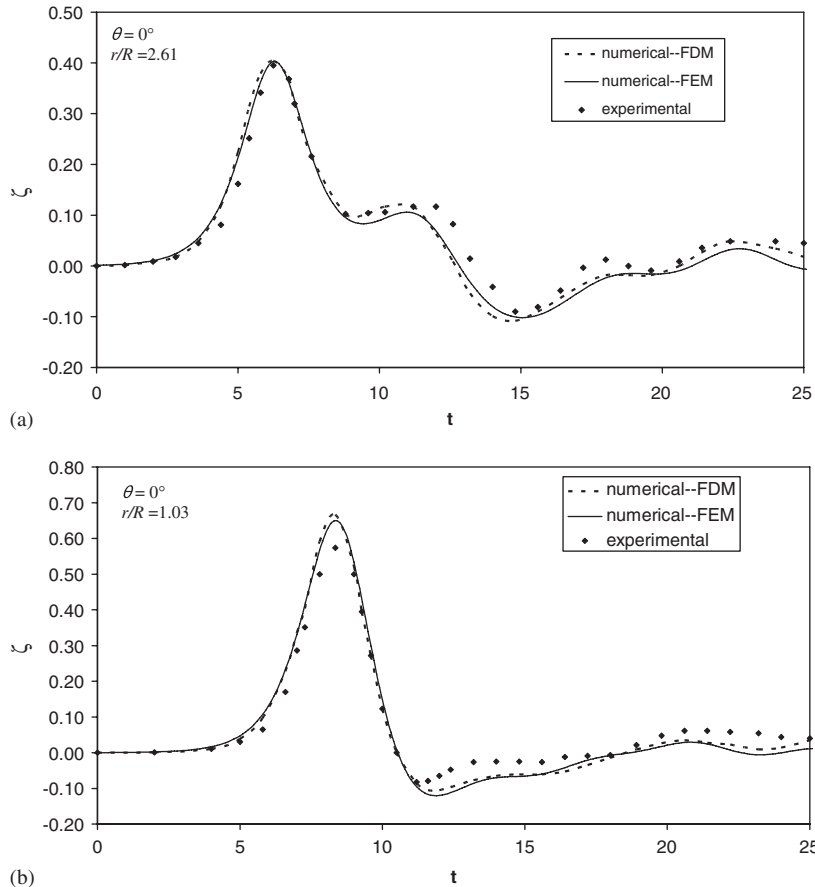 0.50
0.40
0.30
0.20
0.10
0.00
-0.10
-0.20
ζ
θ = 0°
r/R =2.61
numerical--FDM
numerical--FEM
experimental
0
5
10
15
20
25
t
(a)
0.80
0.70
0.60
0.50
0.40
0.30
0.20
0.10
0.00
-0.10
-0.20
ζ
θ = 0°
r/R =1.03
numerical--FDM
numerical--FEM
experimental
0
5
10
15
20
25
t
(b)